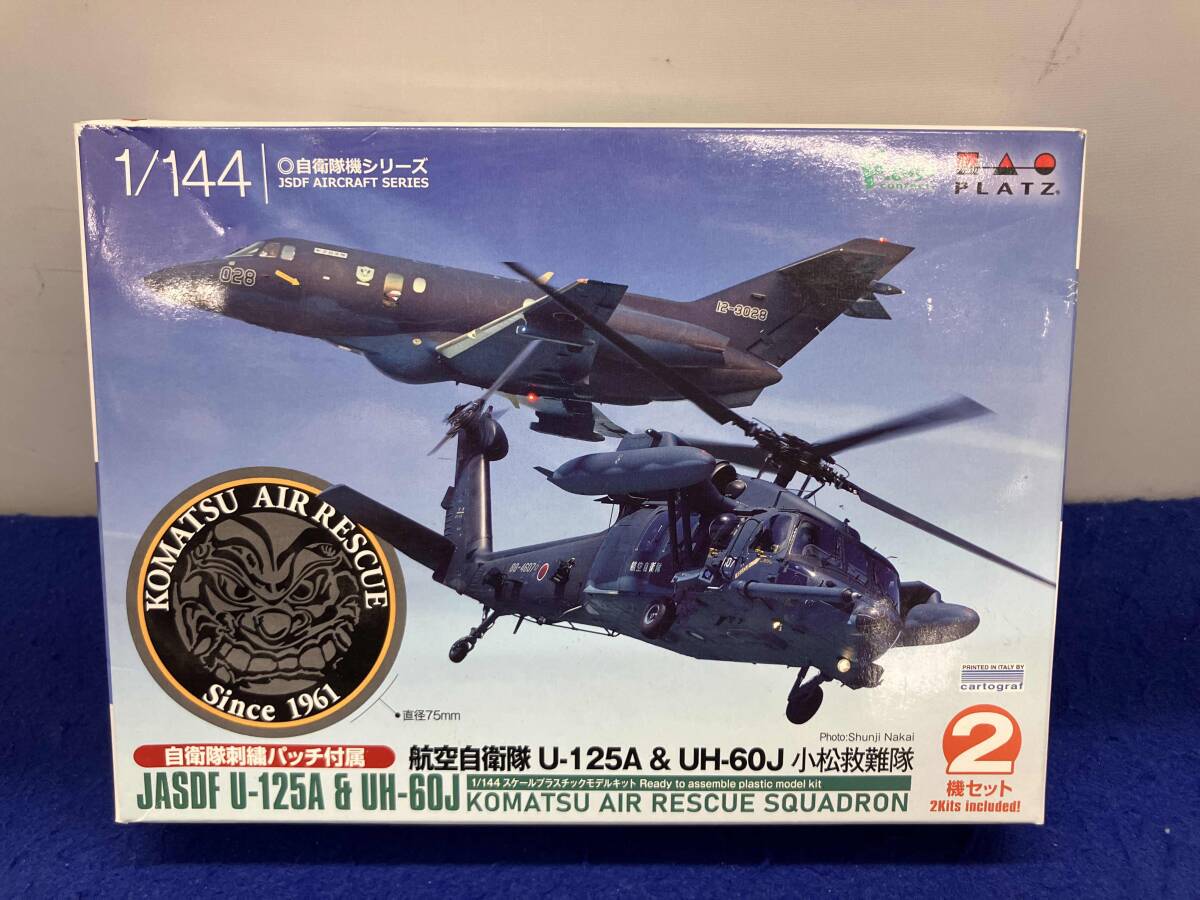 1/144
◎自衛隊機シリーズ
JSDF AIRCRAFT SERIES
PLATZ
028
12-3028
KOMATSU AIR RESCUE
Since 1961
直径75mm
航空自衛隊
PRINTED IN ITALY BY
cartograf
Photo:Shunji Nakai
自衛隊刺繍パッチ付属
航空自衛隊 U-125A & UH-60J 小松救難隊
JASDF U-125A & UH-60J
1/144 スケールプラスチックモデルキット Ready to assemble plastic model kit
KOMATSU AIR RESCUE SQUADRON
2
機セット
2Kits included!